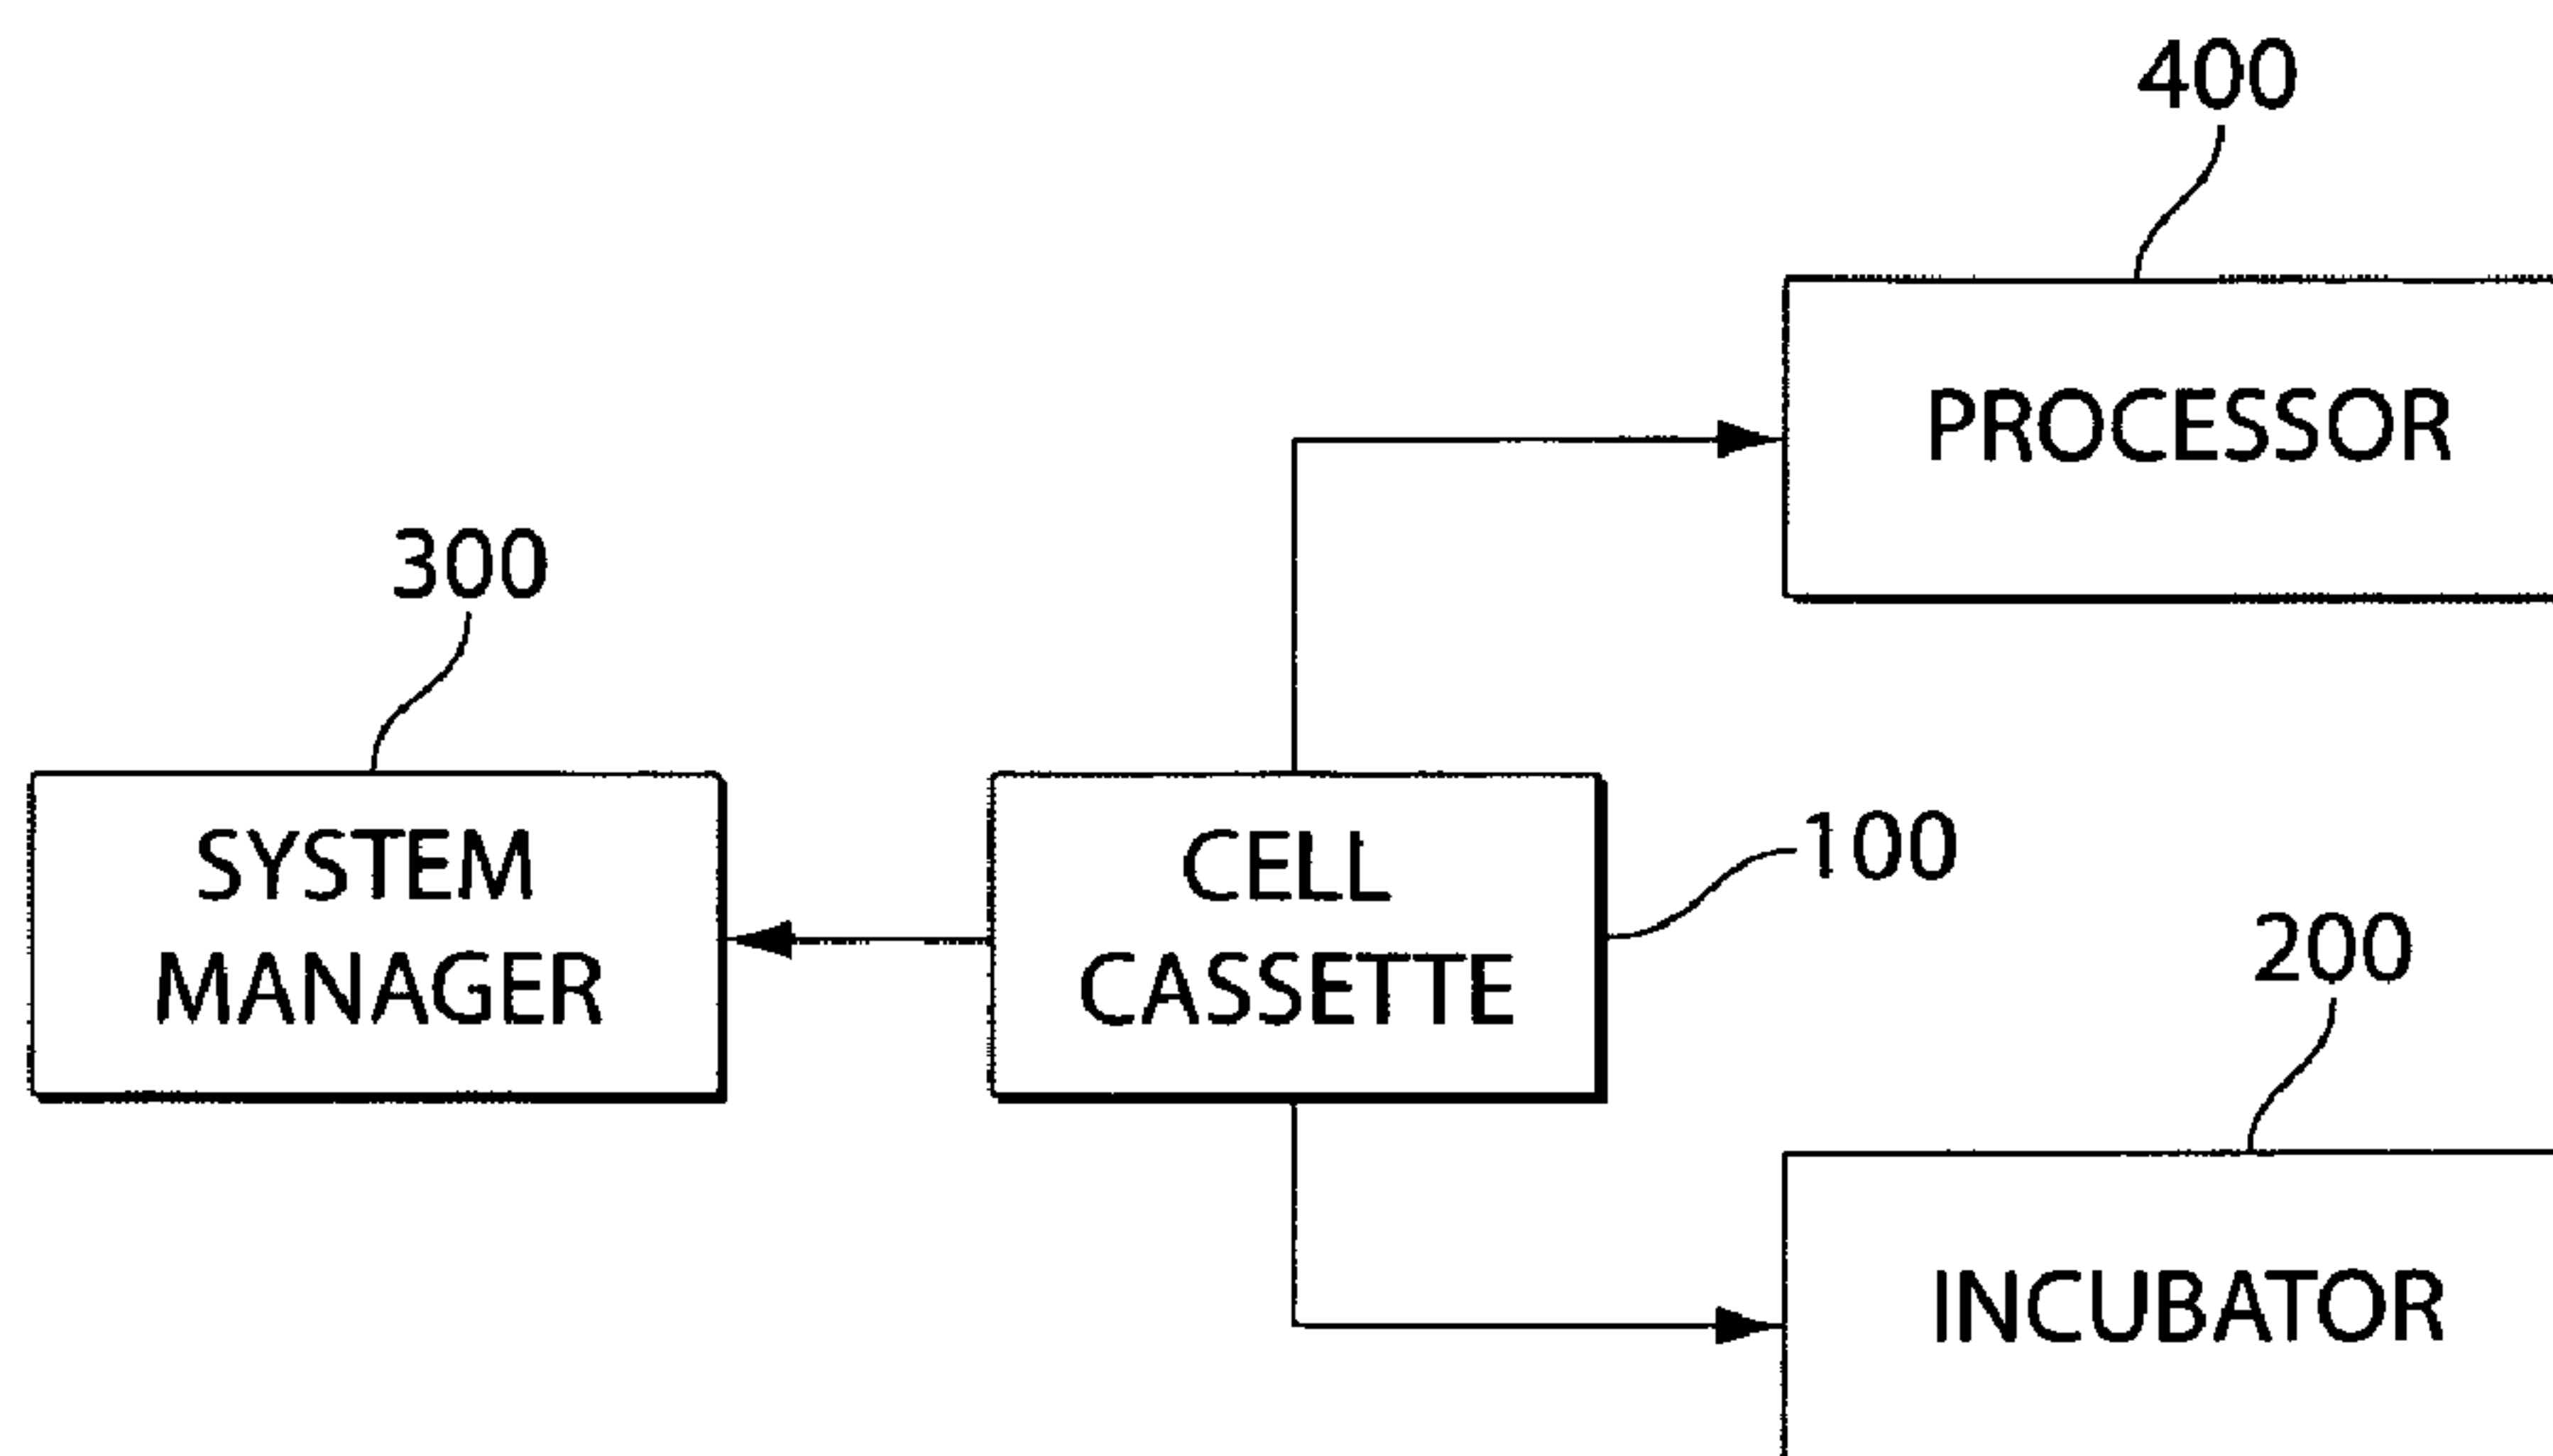 400
PROCESSOR
300
SYSTEM
MANAGER
CELL
CASSETTE
100
200
INCUBATOR